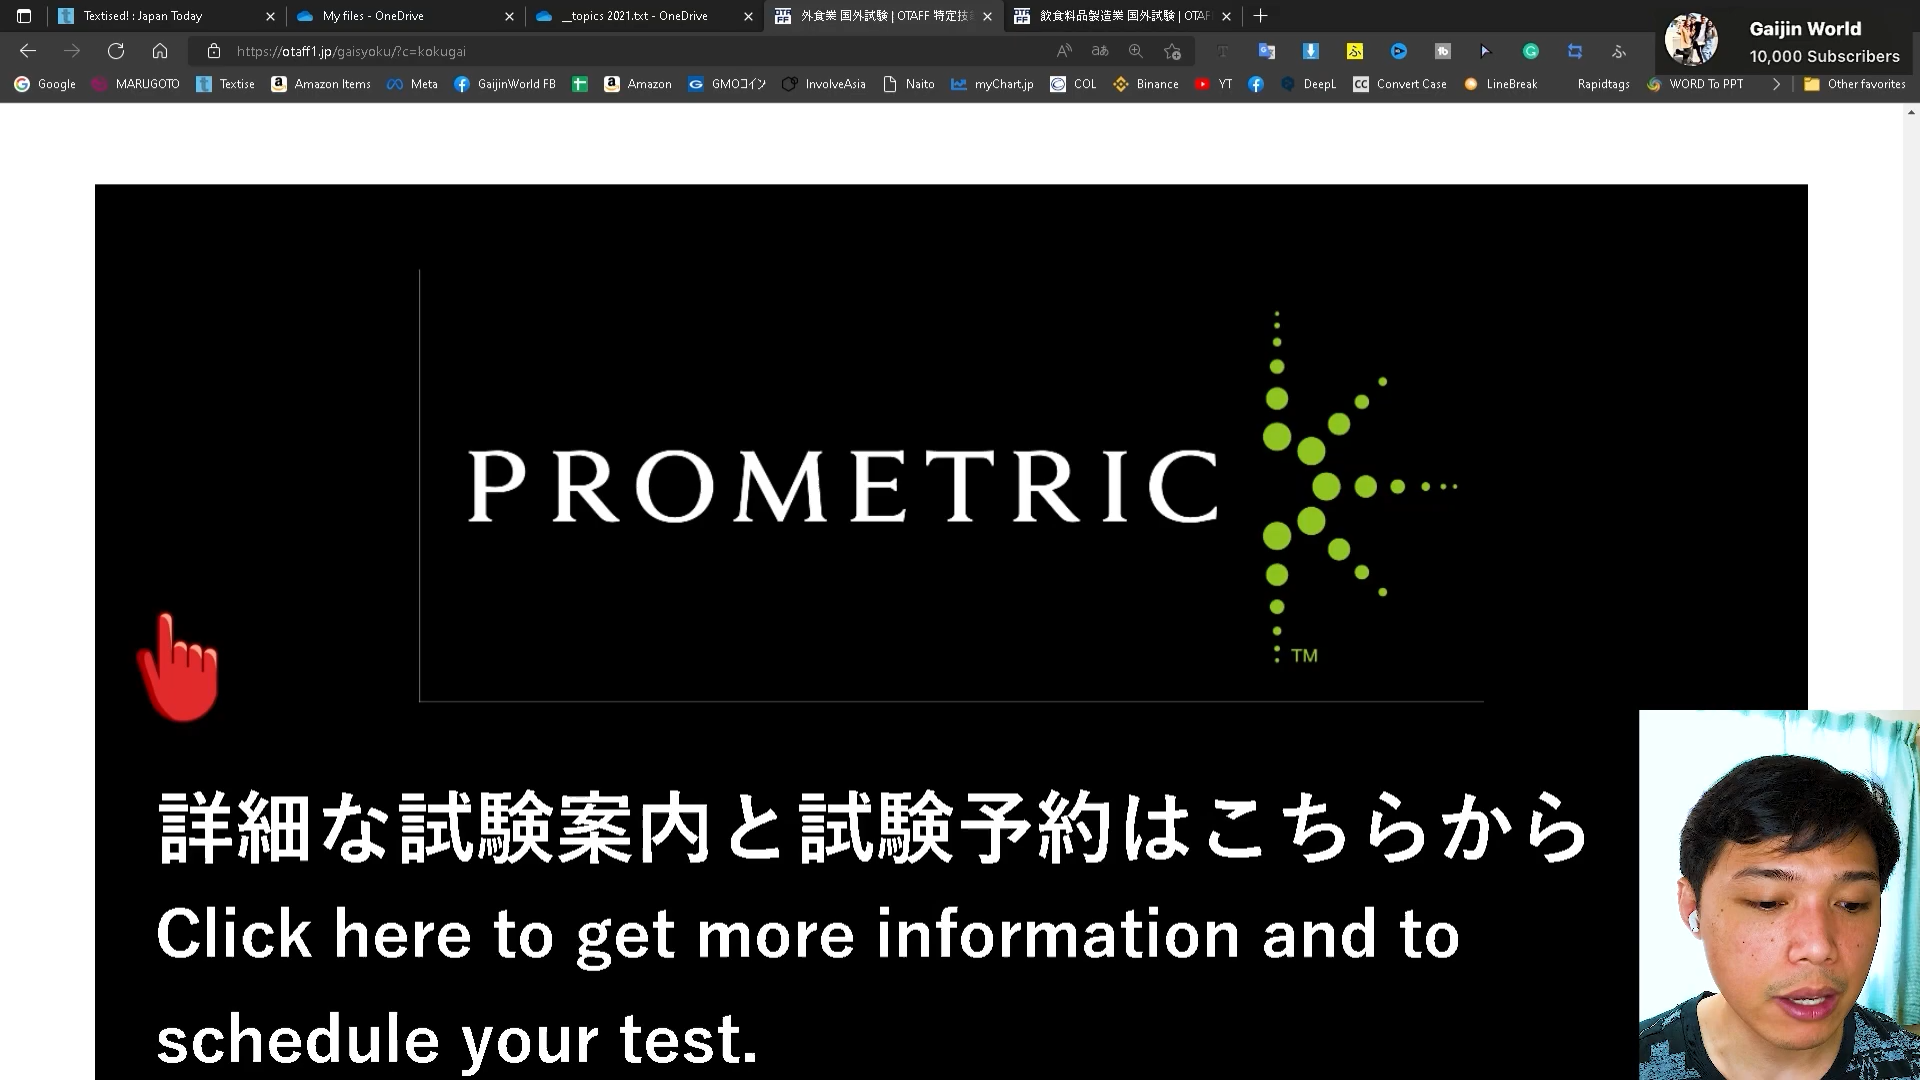 Textised! : Japan Today
My files - OneDrive
__topics 2021.txt - OneDrive
外食業 国外試験 | OTAFF 特定技
飲食料品製造業 国外試験 | OTAF
Gaijin World
10,000 Subscribers
https://otaff1.jp/gaisyoku/?c=kokugai
Google
MARUGOTO
Textise
Amazon Items
Meta
GaijinWorld FB
Amazon
GMOコイン
InvolveAsia
Naito
myChart.jp
COL
Binance
YT
DeepL
CC
Convert Case
LineBreak
Rapidtags
WORD To PPT
Other favorites
PROMETRIC
TM
詳細な試験案内と試験予約はこちらから
Click here to get more information and to
schedule your test.